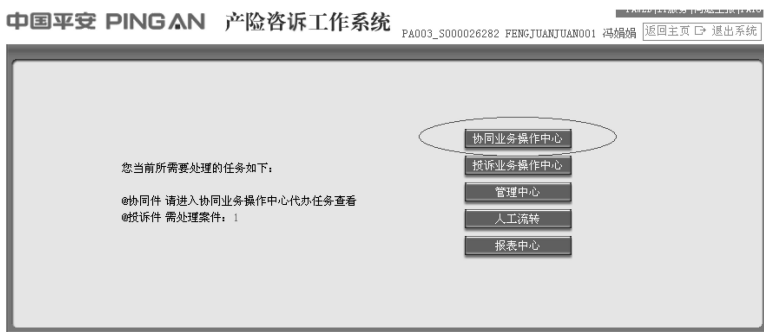 中国平安 PINGAN 产险咨诉工作系统
PA003_S000026282 FENGJUANJUAN001 冯娟娟 返回主页 退出系统
协同业务操作中心
投诉业务操作中心
您当前所需要处理的任务如下：
管理中心
@协同件 请进入协同业务操作中心代办任务查看
@投诉件 需处理案件：1
人工流转
报表中心